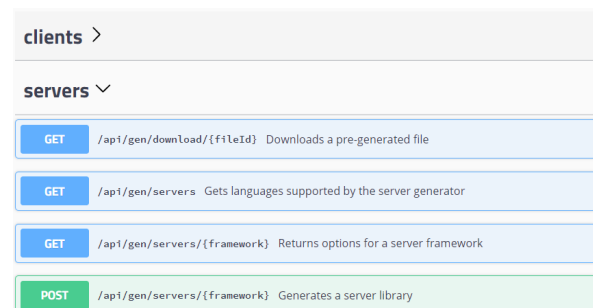 clients
servers
GET /api/gen/download/{fileId} Downloads a pre-generated file
GET /api/gen/servers Gets languages supported by the server generator
GET /api/gen/servers/{framework} Returns options for a server framework
POST /api/gen/servers/{framework} Generates a server library